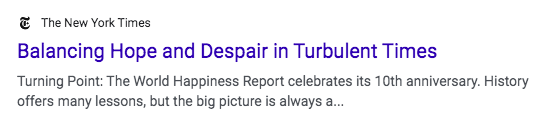 The New York Times
Balancing Hope and Despair in Turbulent Times
Turning Point: The World Happiness Report celebrates its 10th anniversary. History
offers many lessons, but the big picture is always a...